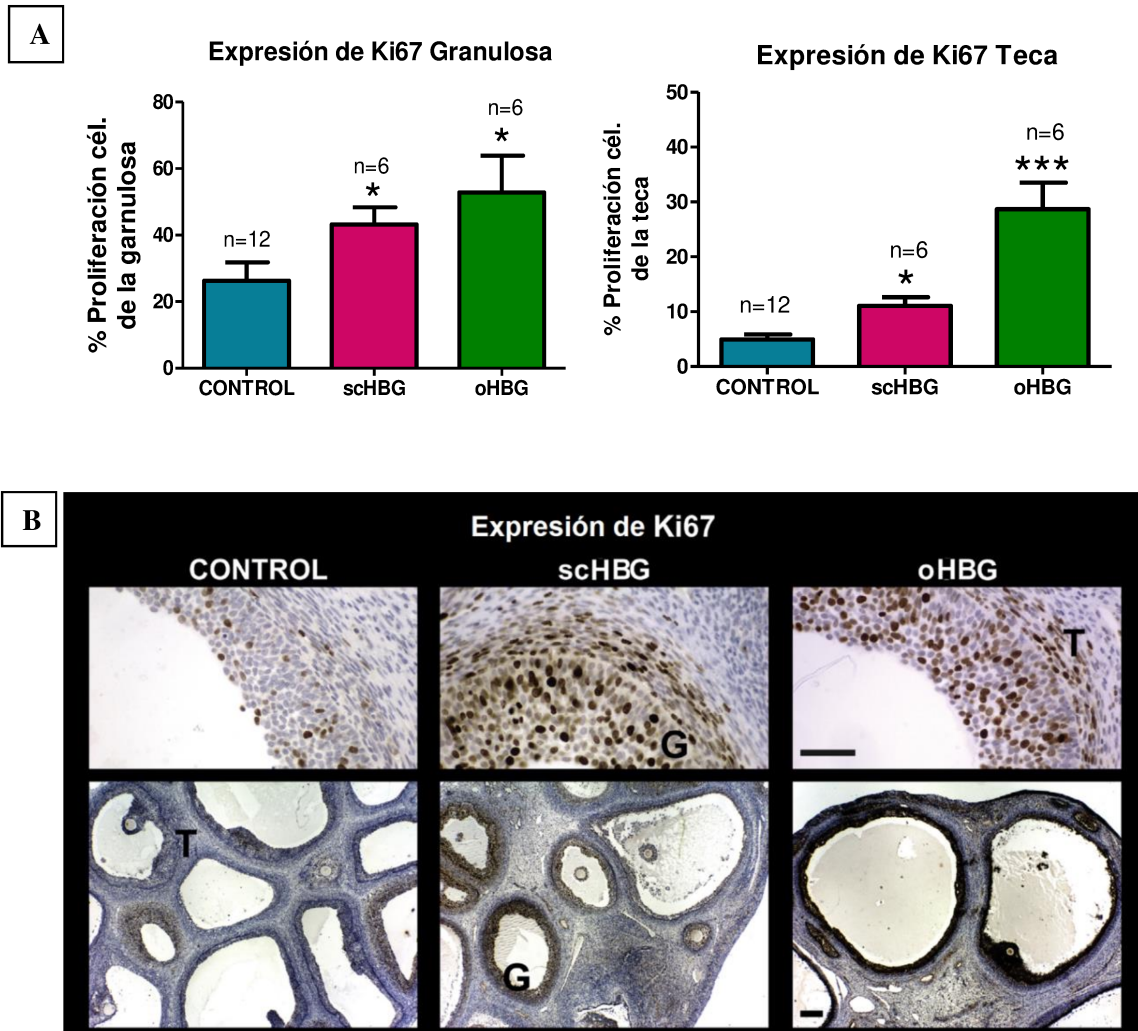 A
Expresión de Ki67 Granulosa
% Proliferación cél.
de la garnulosa
80
60
40
20
0
n=12
n=6
*
n=6
*
CONTROL
scHBG
oHBG
Expresión de Ki67 Teca
% Proliferación cél.
de la teca
50
40
30
20
10
0
n=12
n=6
*
n=6
***
CONTROL
scHBG
oHBG
B
Expresión de Ki67
CONTROL
scHBG
oHBG
G
T
T
G